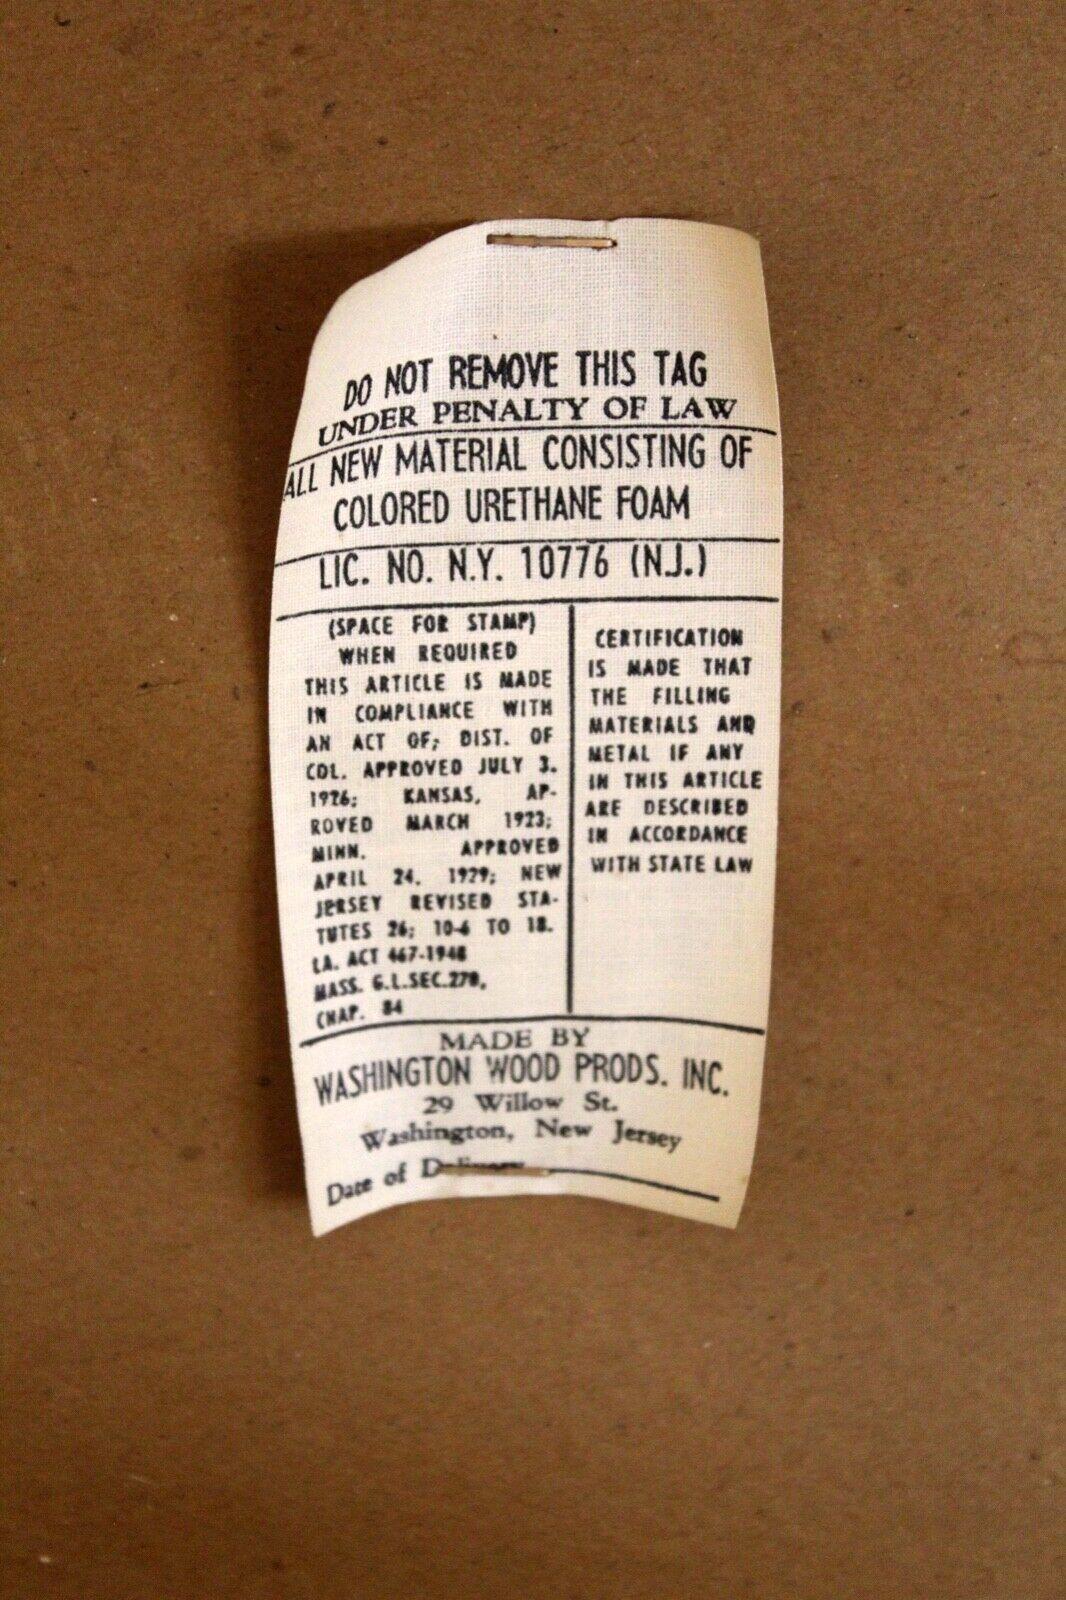 DO NOT REMOVE THIS TAG
UNDER PENALTY OF LAW
ALL NEW MATERIAL CONSISTING OF
COLORED URETHANE FOAM
LIC. NO. N.Y. 10776 (N.J.)
(SPACE FOR STAMP)
WHEN REQUIRED
THIS ARTICLE IS MADE
IN COMPLIANCE WITH
AN ACT OF; DIST. OF
COL. APPROVED JULY 3.
1926; KANSAS, AP-
ROVED MARCH 1923;
MINN. APPROVED
APRIL 24, 1929; NEW
JERSEY REVISED STA-
TUTES 26; 10-6 TO 18.
LA. ACT 467-1948
MASS. G.L.SEC.270,
CHAP. 84
CERTIFICATION
IS MADE THAT
THE FILLING
MATERIALS AND
METAL IF ANY
IN THIS ARTICLE
ARE DESCRIBED
IN ACCORDANCE
WITH STATE LAW
MADE BY
WASHINGTON WOOD PRODS. INC.
29 Willow St.
Washington, New Jersey
Date of Delivery